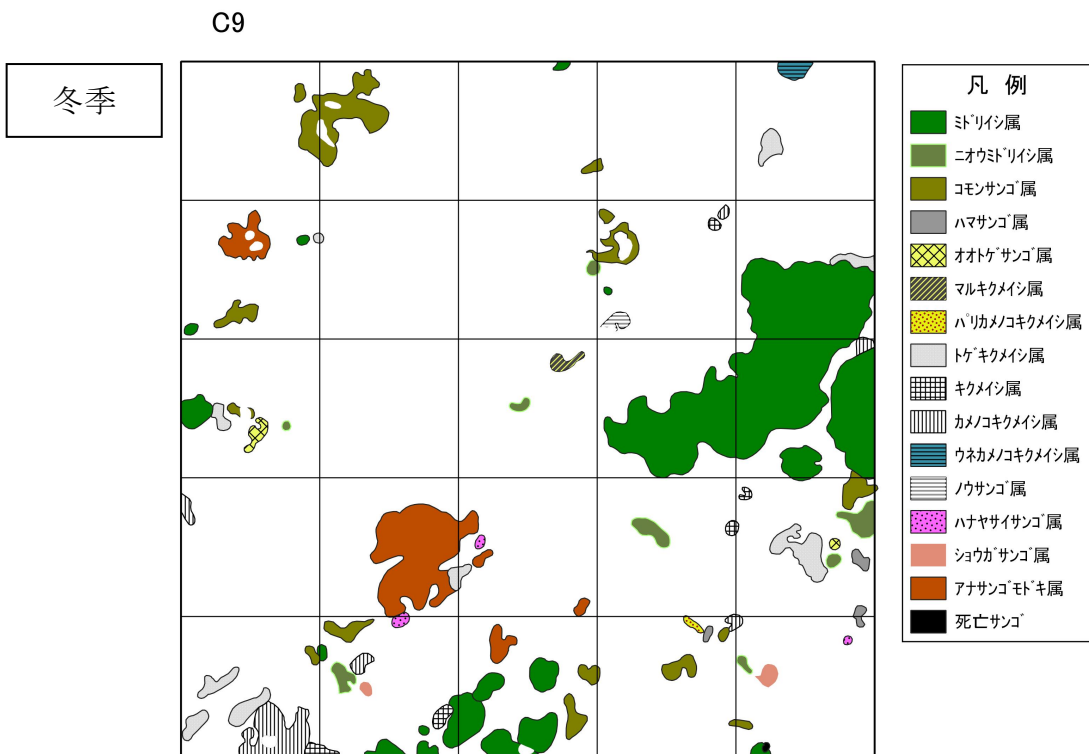 C9
冬季
凡 例
ミドリイシ属
ニオウミドリイシ属
コモンサンゴ属
ハマサンゴ属
オオトゲサンゴ属
マルキクメイシ属
パリカメノコキクメイシ属
トゲキクメイシ属
キクメイシ属
カメノコキクメイシ属
ウネカメノコキクメイシ属
ノウサンゴ属
ハナヤサイサンゴ属
ショウガサンゴ属
アナサンゴモドキ属
死亡サンゴ